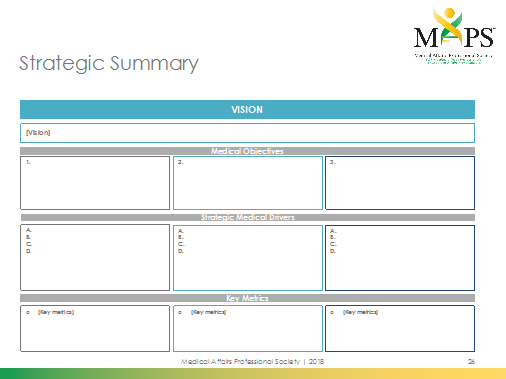 MAPS
Medical Affairs Professional Society
Strategic Summary
VISION
[Vision]
Medical Objectives
1.
2.
3.
Strategic Medical Drivers
A.
B.
C.
D.
A.
B.
C.
D.
A.
B.
C.
D.
Key Metrics
o [Key metrics]
o [Key metrics]
o [Key metrics]
Medical Affairs Professional Society | 2018
26